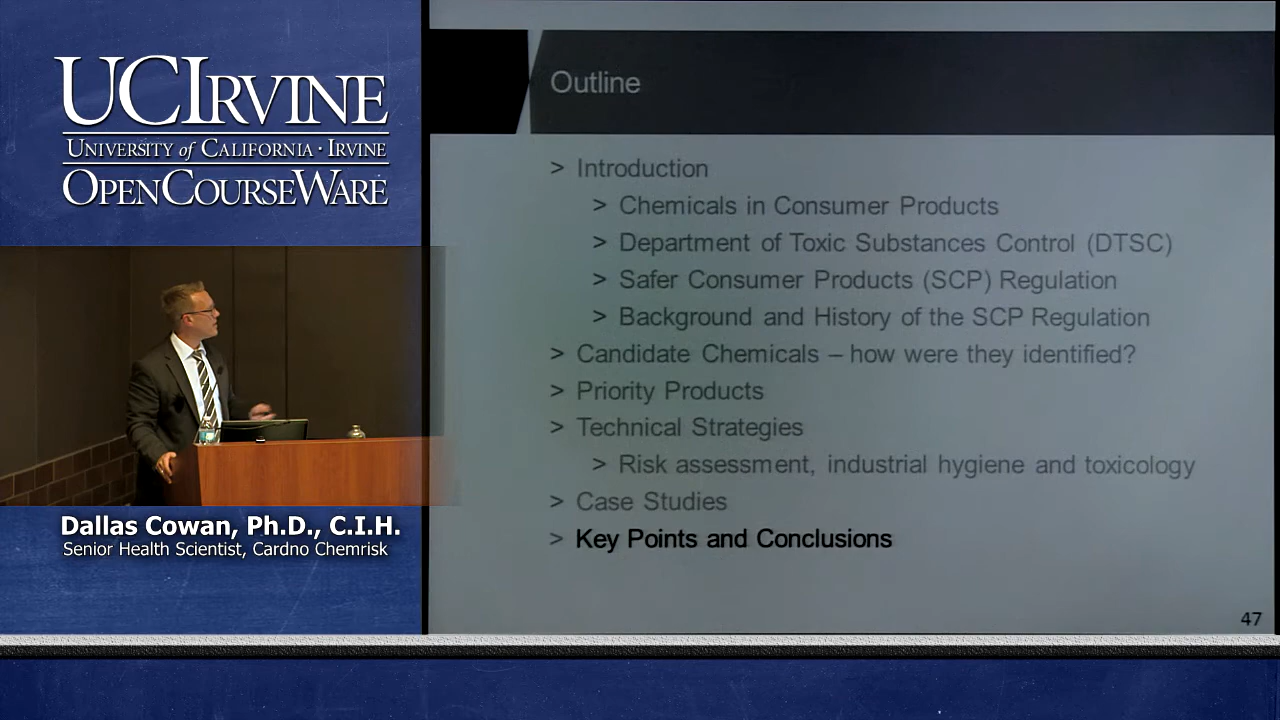 UCIRVINE
UNIVERSITY of CALIFORNIA · IRVINE
OPENCOURSEWARE
Dallas Cowan, Ph.D., C.I.H.
Senior Health Scientist, Cardno Chemrisk
Outline
> Introduction
> Chemicals in Consumer Products
> Department of Toxic Substances Control (DTSC)
> Safer Consumer Products (SCP) Regulation
> Background and History of the SCP Regulation
> Candidate Chemicals – how were they identified?
> Priority Products
> Technical Strategies
> Risk assessment, industrial hygiene and toxicology
> Case Studies
> Key Points and Conclusions
47